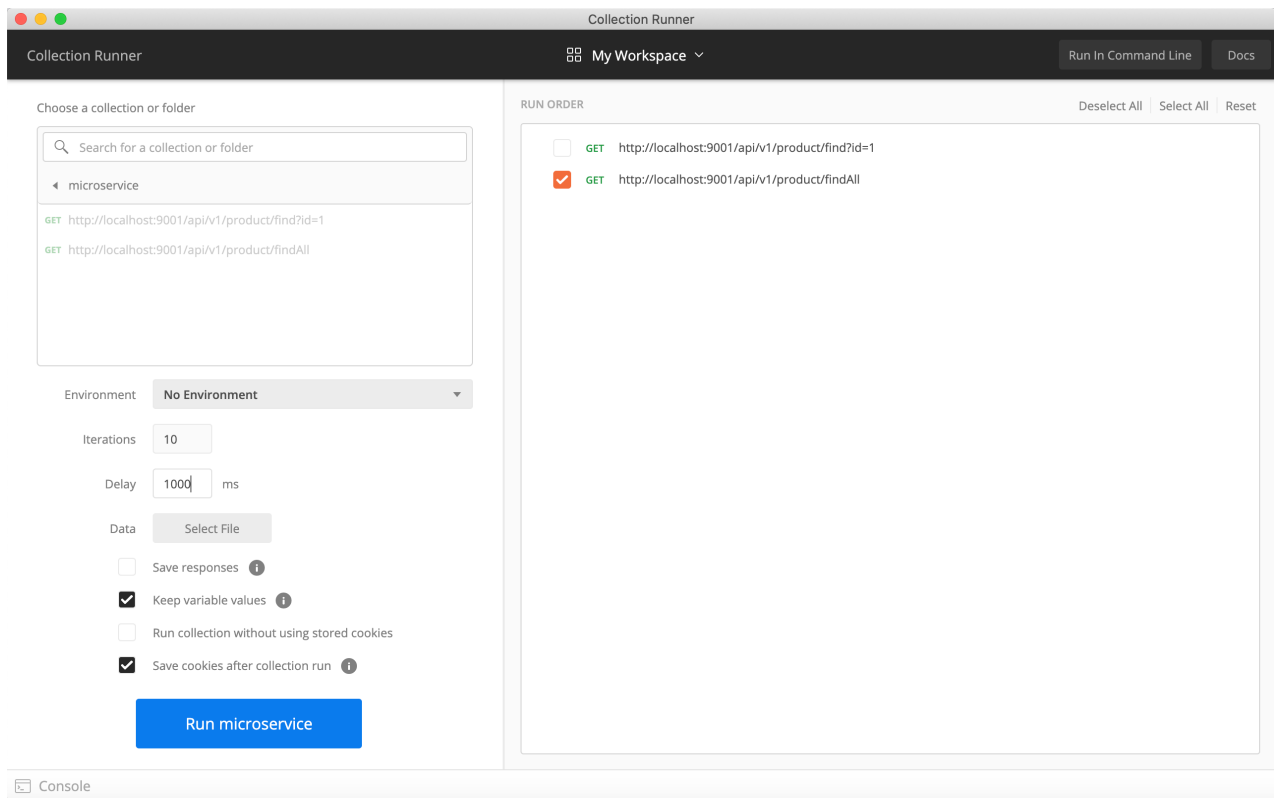 Collection Runner
Collection Runner
My Workspace
Run In Command Line
Docs
Choose a collection or folder
Search for a collection or folder
microservice
GET http://localhost:9001/api/v1/product/find?id=1
GET http://localhost:9001/api/v1/product/findAll
Environment No Environment
Iterations 10
Delay 1000 ms
Data Select File
Save responses
Keep variable values
Run collection without using stored cookies
Save cookies after collection run
Run microservice
RUN ORDER
Deselect All Select All Reset
GET http://localhost:9001/api/v1/product/find?id=1
GET http://localhost:9001/api/v1/product/findAll
Console